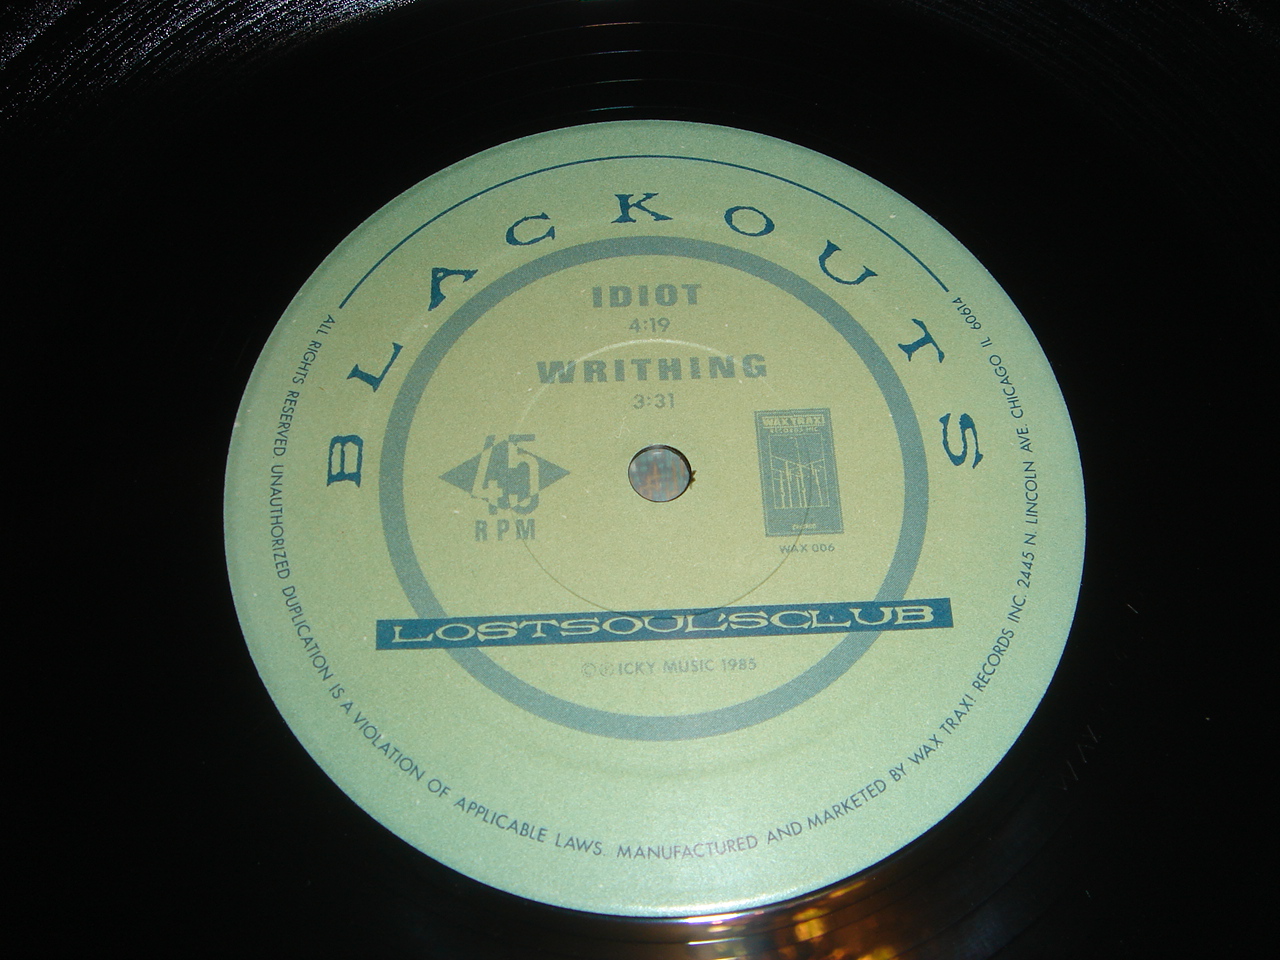 BLACKOUTS
IDIOT
4:19
WRITHING
3:31
45
RPM
WAX TRAX!
RECORDS INC.
WAX 006
LOSTSOULSCLUB
©℗ ICKY MUSIC 1985
ALL RIGHTS RESERVED. UNAUTHORIZED DUPLICATION IS A VIOLATION OF APPLICABLE LAWS. MANUFACTURED AND MARKETED BY WAX TRAX! RECORDS INC. 2445 N. LINCOLN AVE. CHICAGO IL 60614